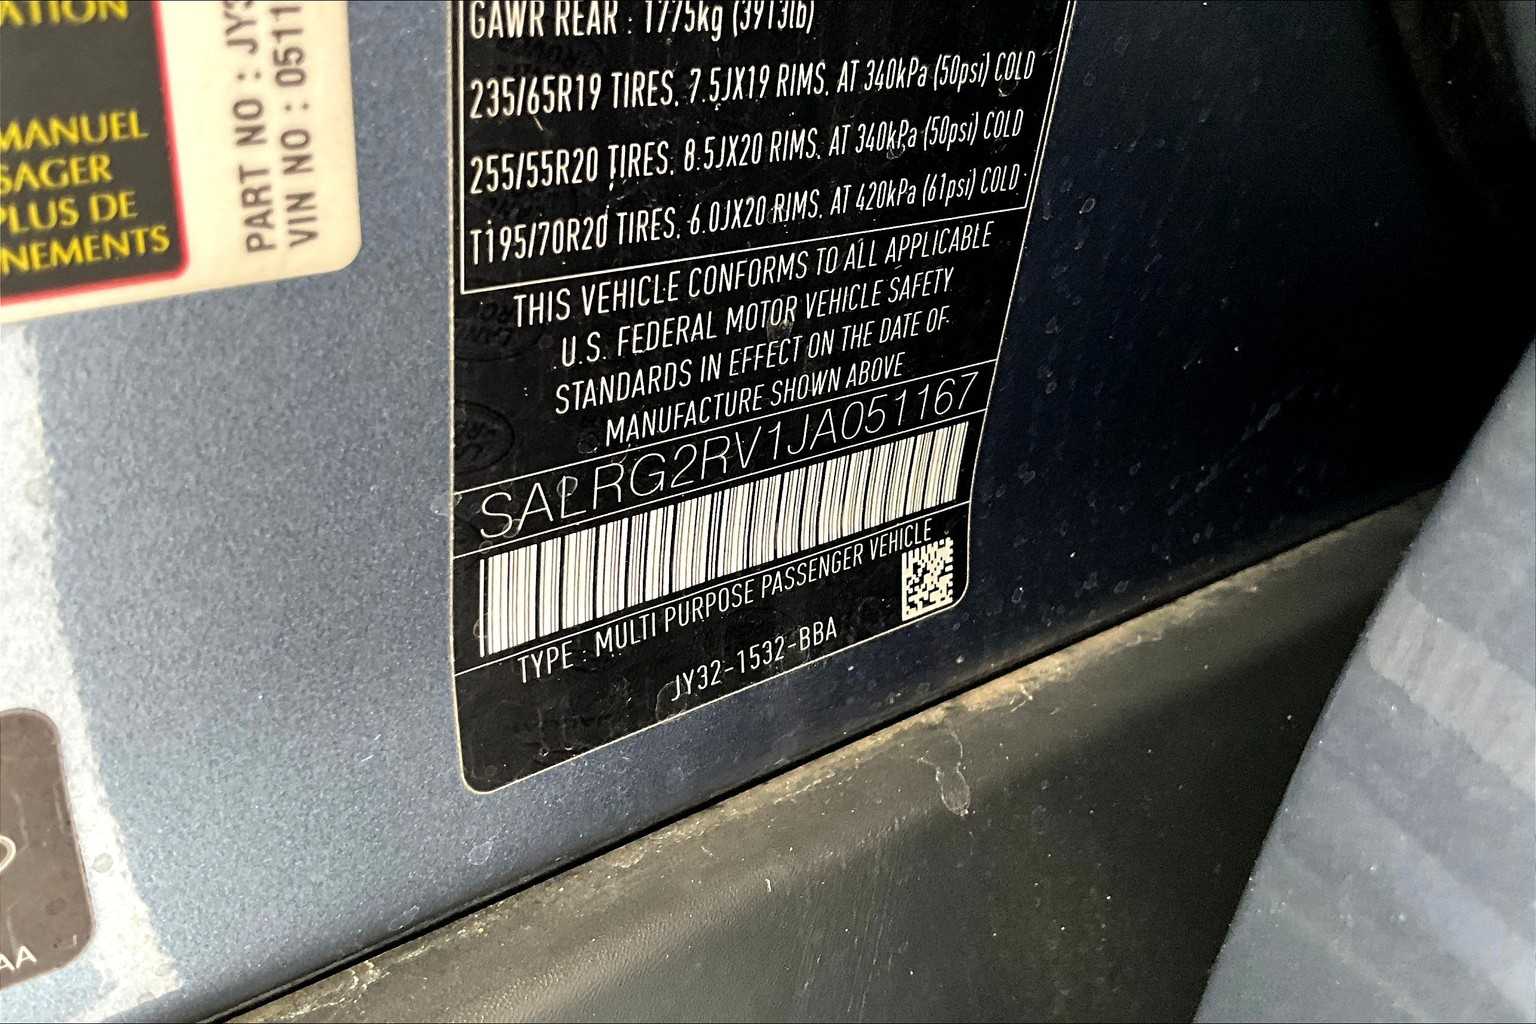 ATION
MANUEL
SAGER
PLUS DE
NEMENTS
PART NO : JY3
VIN NO : 0511
GAWR REAR : 1775kg (3913lb)
235/65R19 TIRES. 7.5JX19 RIMS. AT 340kPa (50psi) COLD
255/55R20 TIRES. 8.5JX20 RIMS. AT 340kPa (50psi) COLD
T195/70R20 TIRES. 6.0JX20 RIMS. AT 420kPa (61psi) COLD
THIS VEHICLE CONFORMS TO ALL APPLICABLE
U.S. FEDERAL MOTOR VEHICLE SAFETY
STANDARDS IN EFFECT ON THE DATE OF
MANUFACTURE SHOWN ABOVE
SALRG2RV1JA051167
TYPE : MULTI PURPOSE PASSENGER VEHICLE
JY32-1532-BBA
AA